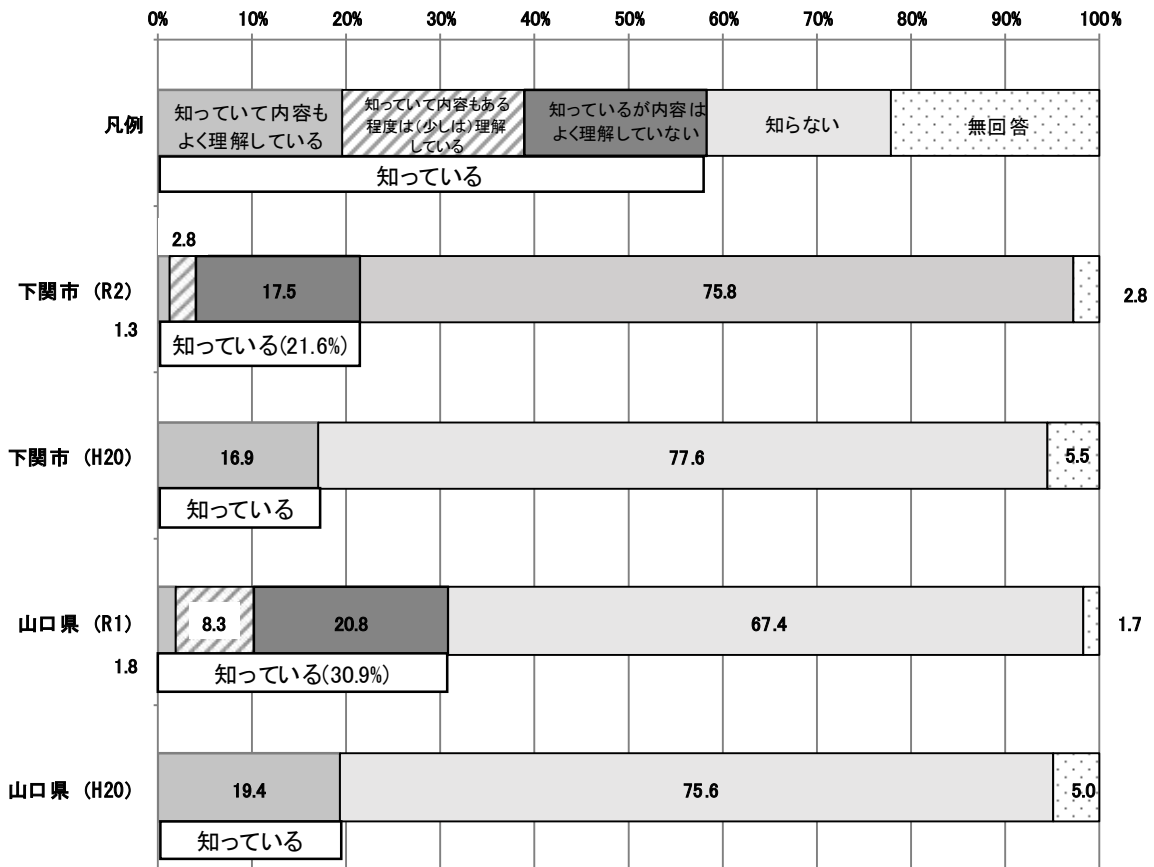 0% 10% 20% 30% 40% 50% 60% 70% 80% 90% 100%
凡例
知っていて内容も
よく理解している
知っていて内容もある
程度は(少しは)理解
している
知っているが内容は
よく理解していない
知らない
無回答
知っている
2.8
下関市 (R2)
17.5
75.8
2.8
1.3
知っている(21.6%)
下関市 (H20)
16.9
77.6
5.5
知っている
山口県 (R1)
8.3
20.8
67.4
1.7
1.8
知っている(30.9%)
山口県 (H20)
19.4
75.6
5.0
知っている